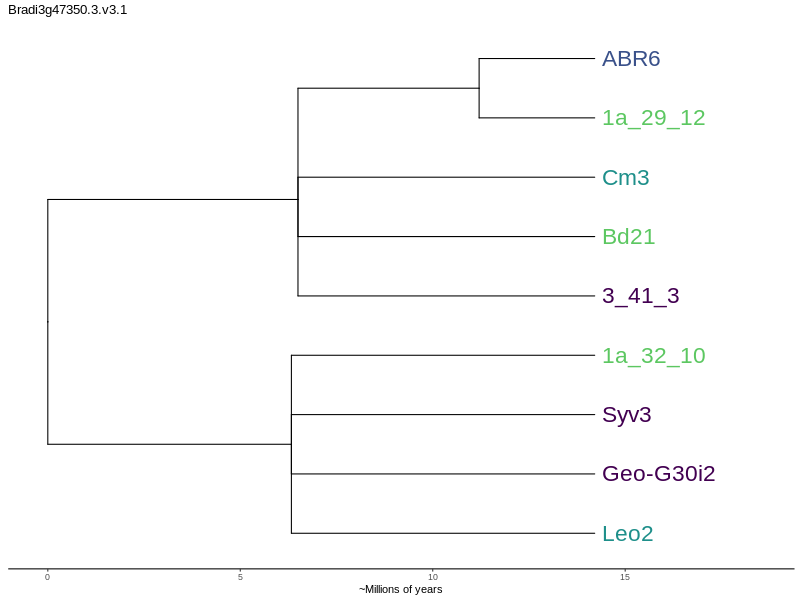 Bradi3g47350.3.v3.1
ABR6
1a_29_12
Cm3
Bd21
3_41_3
1a_32_10
Syv3
Geo-G30i2
Leo2
0 5 10 15
~Millions of years